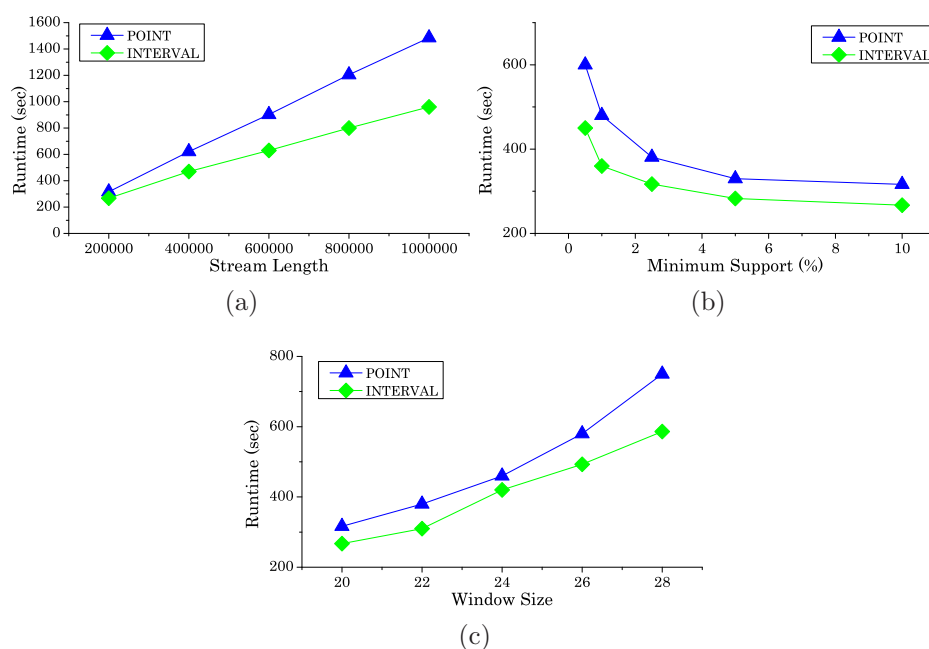 1600
1400
1200
1000
800
600
400
200
0
Runtime (sec)
POINT
INTERVAL
200000 400000 600000 800000 1000000
Stream Length
(a)
600
400
200
Runtime (sec)
POINT
INTERVAL
0 2 4 6 8 10
Minimum Support (%)
(b)
800
600
400
200
Runtime (sec)
POINT
INTERVAL
20 22 24 26 28
Window Size
(c)